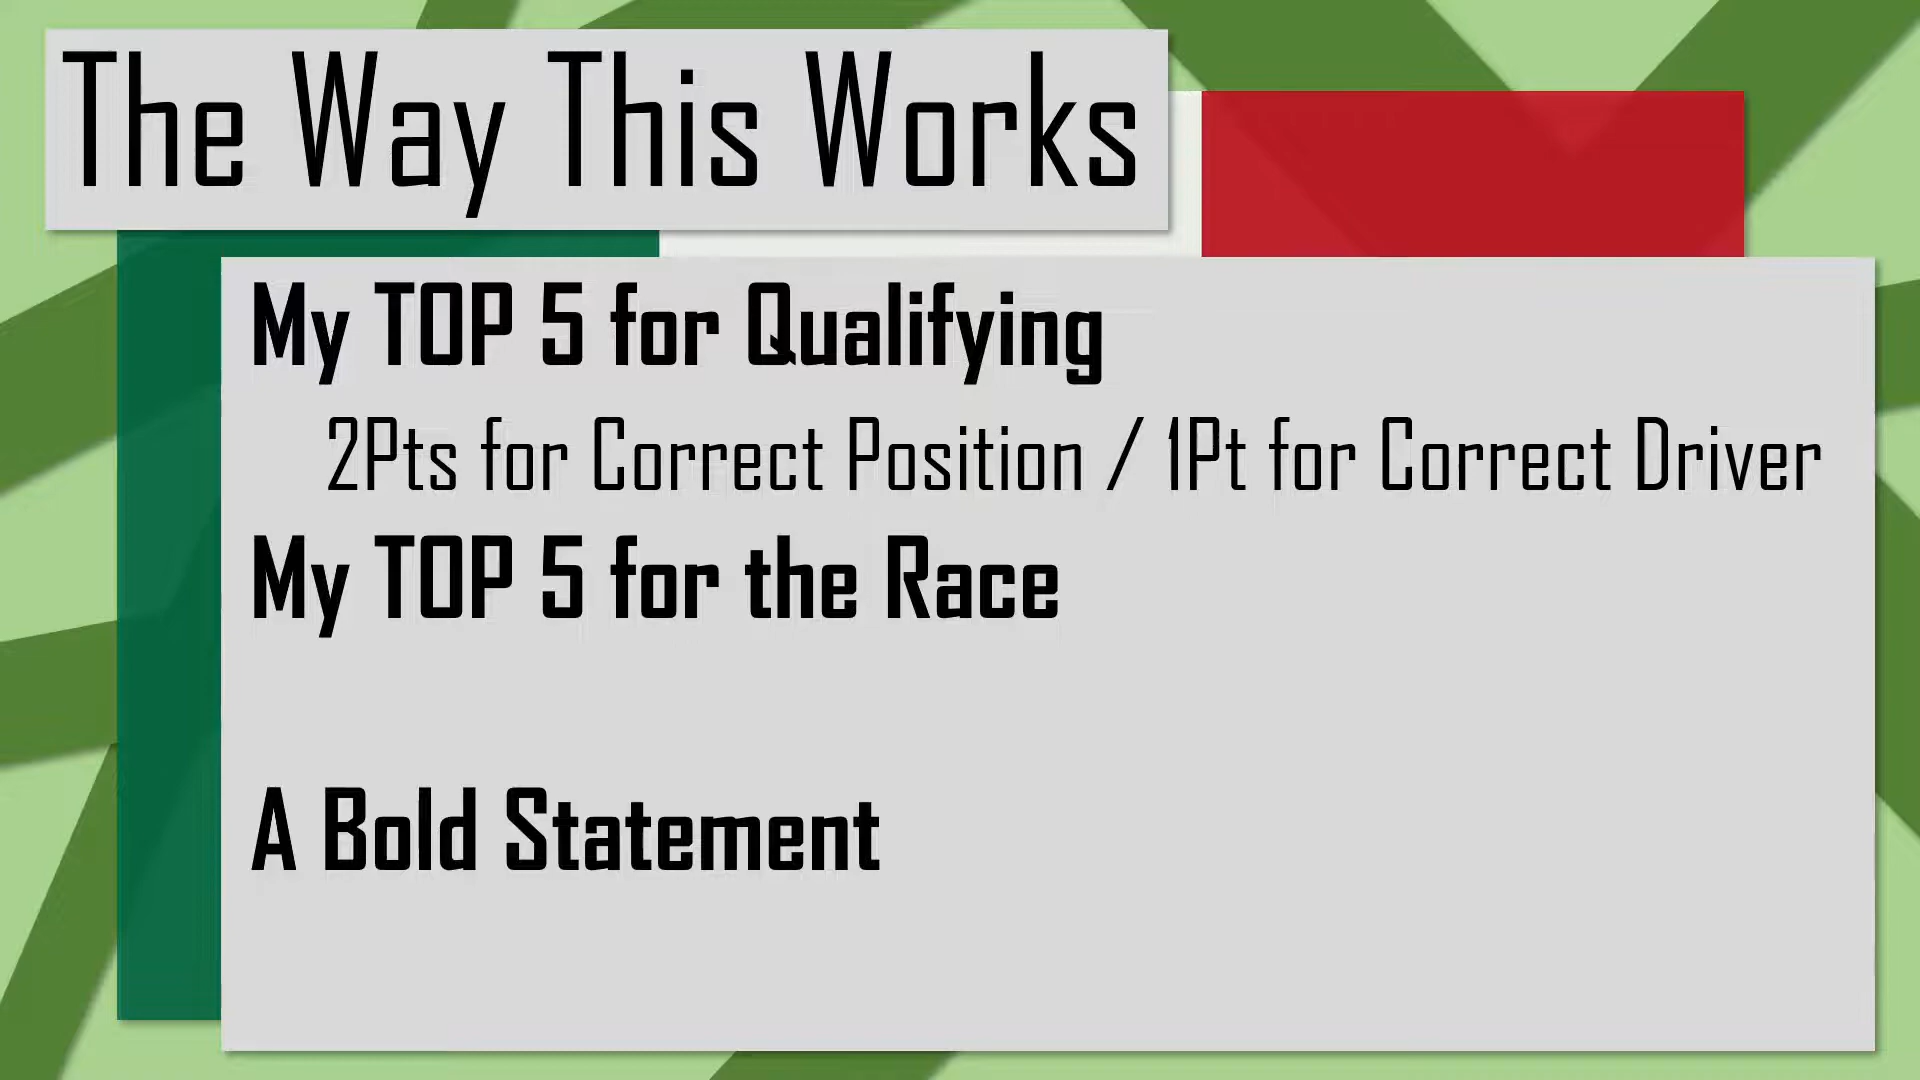 The Way This Works
My TOP 5 for Qualifying
2Pts for Correct Position / 1Pt for Correct Driver
My TOP 5 for the Race
A Bold Statement